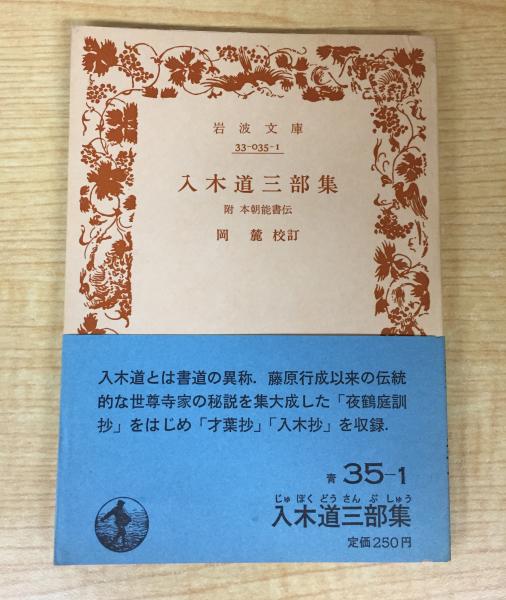 岩波文庫
33-035-1
入木道三部集
附 本朝能書伝
岡 麓 校訂
入木道とは書道の異称．藤原行成以来の伝統
的な世尊寺家の秘説を集大成した「夜鶴庭訓
抄」をはじめ「才葉抄」「入木抄」を収録．
青 35-1
じゅ ぼく どう さん ぶ しゅう
入木道三部集
定価250円